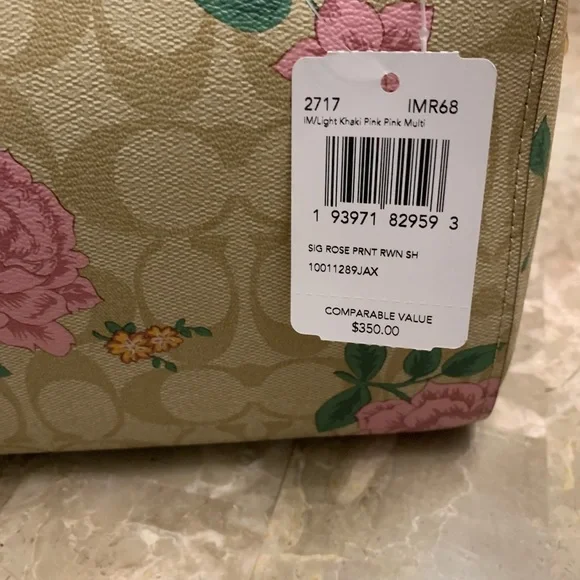 2717 IMR68
IM/Light Khaki Pink Pink Multi
1 93971 82959 3
SIG ROSE PRNT RWN SH
10011289JAX
COMPARABLE VALUE
$350.00